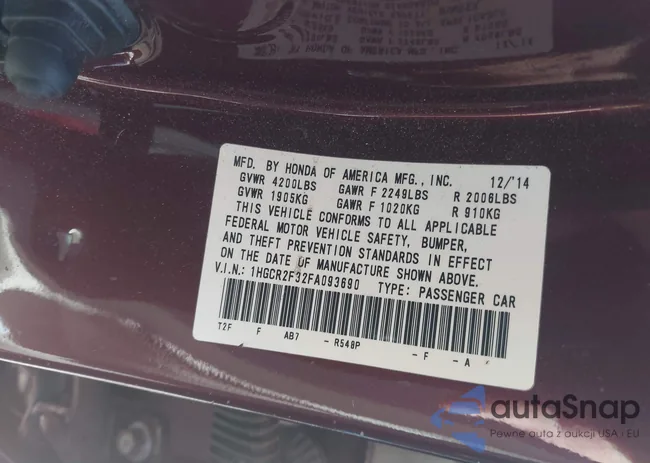 MFD. BY HONDA OF AMERICA MFG., INC. 12/'14
GVWR 4200LBS GAWR F 2249LBS R 2006LBS
GVWR 1905KG GAWR F 1020KG R 910KG
THIS VEHICLE CONFORMS TO ALL APPLICABLE
FEDERAL MOTOR VEHICLE SAFETY, BUMPER,
AND THEFT PREVENTION STANDARDS IN EFFECT
ON THE DATE OF MANUFACTURE SHOWN ABOVE.
V.I.N.: 1HGCR2F32FA093690 TYPE: PASSENGER CAR
T2F F AB7 - R548P - F - A
autaSnap
Pewne auta z aukcji USA i EU